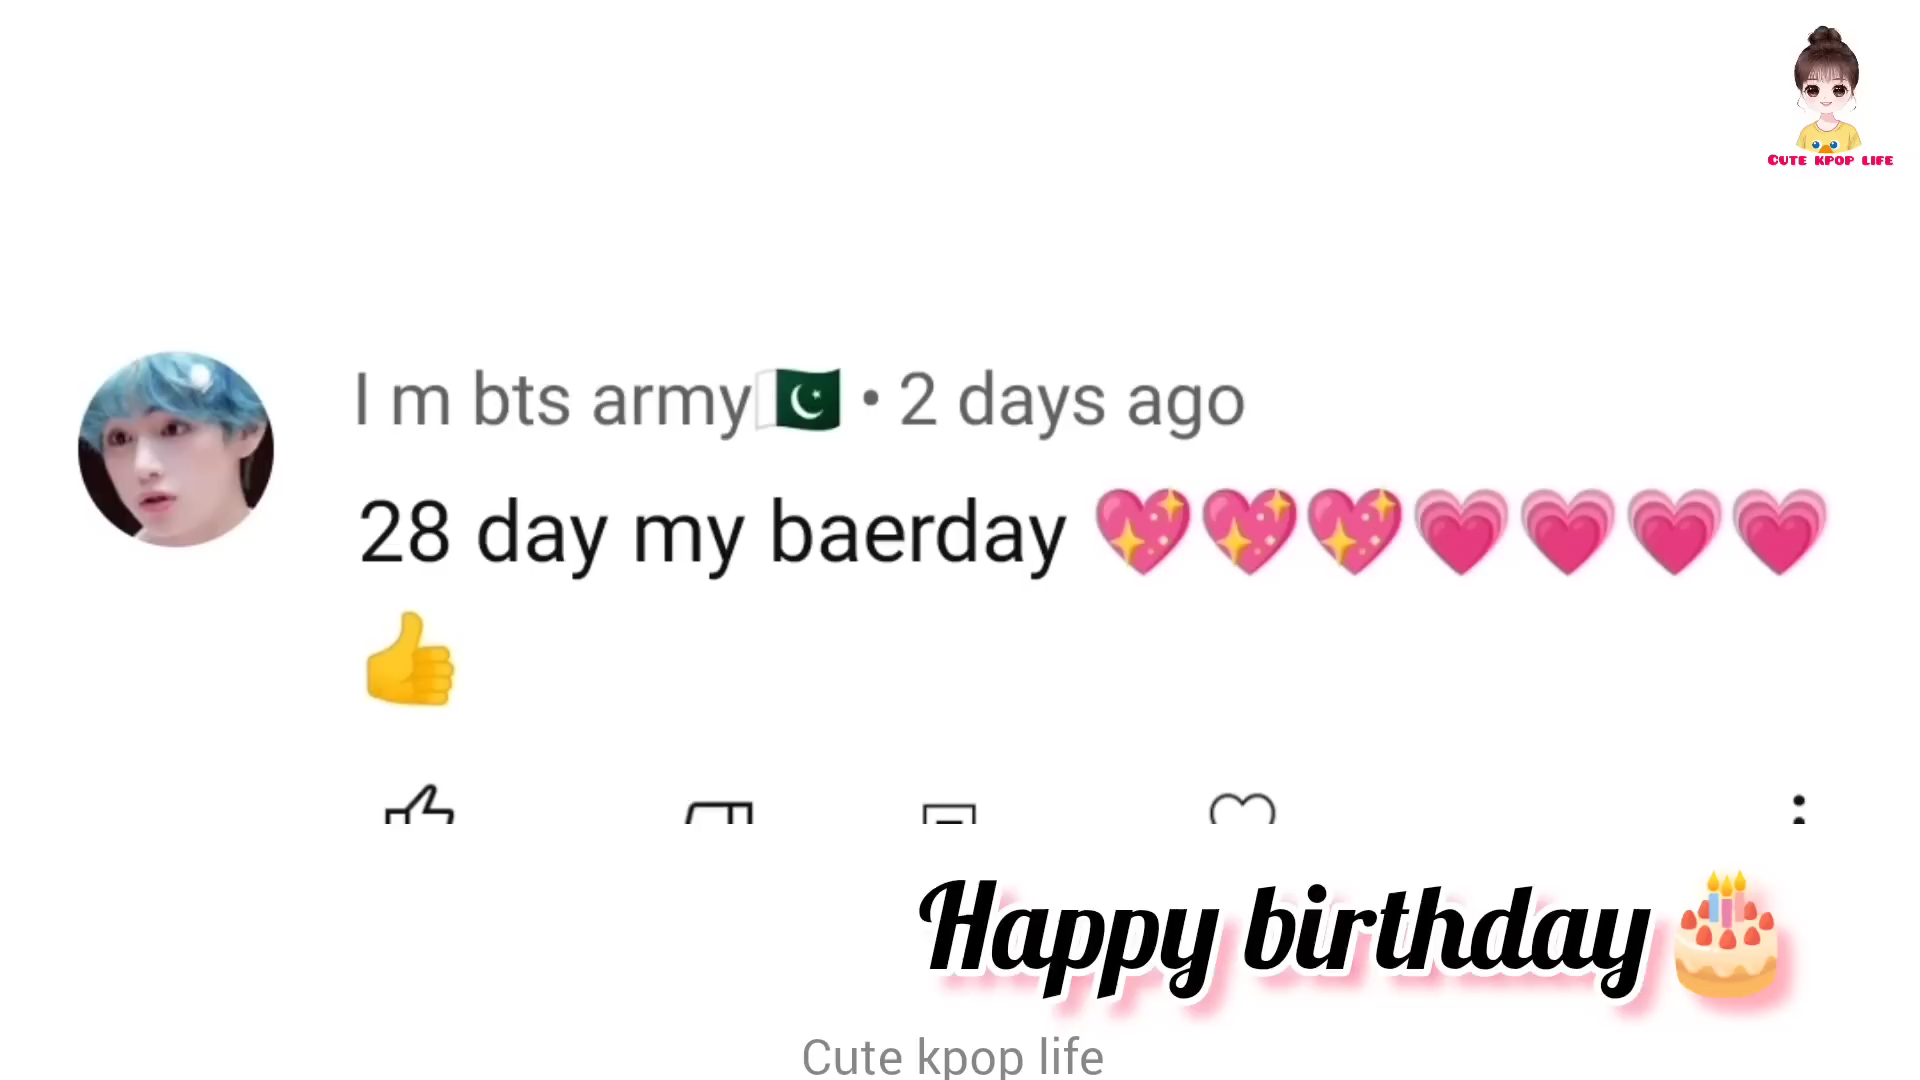 CUTE KPOP LIFE
I m bts army🇵🇰 • 2 days ago
28 day my baerday 💖💖💖💗💗💗💗
👍
Happy birthday🎂
Cute kpop life